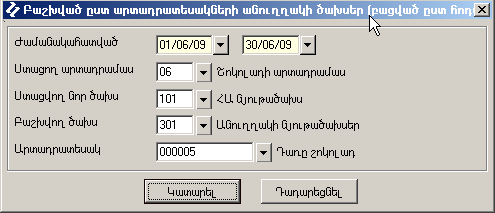 Բաշխված ըստ արտադրատեսակների անուղղակի ծախսեր (բացված ըստ հոդ
Ժամանակահատված 01/06/09 30/06/09
Ստացող արտադրամաս 06 Շոկոլադի արտադրամաս
Ստացվող նոր ծախս 101 ՀԱ Նյութածախս
Բաշխվող ծախս 301 Անուղղակի նյութածախսեր
Արտադրատեսակ 000005 Դառը շոկոլադ
Կատարել Դադարեցնել